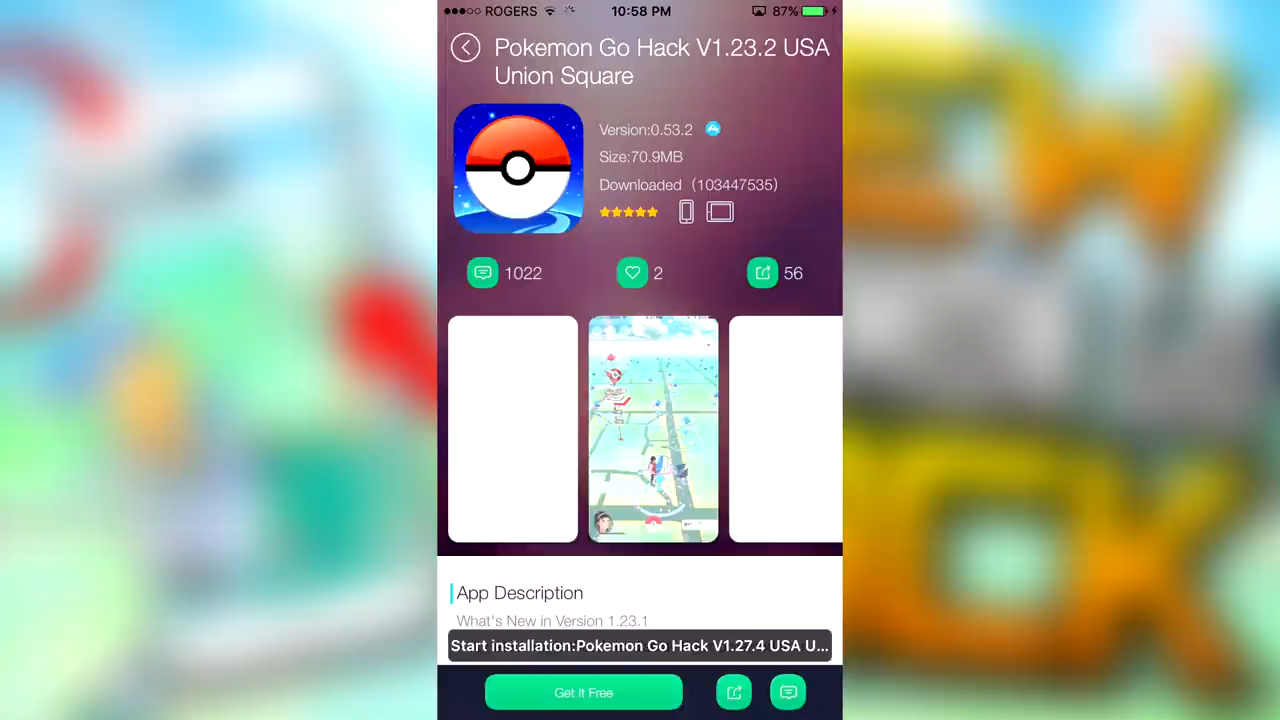 ROGERS 10:58 PM 87%
Pokemon Go Hack V1.23.2 USA
Union Square
Version:0.53.2
Size:70.9MB
Downloaded (103447535)
1022 2 56
App Description
What's New in Version 1.23.1
Start installation:Pokemon Go Hack V1.27.4 USA U...
Get It Free